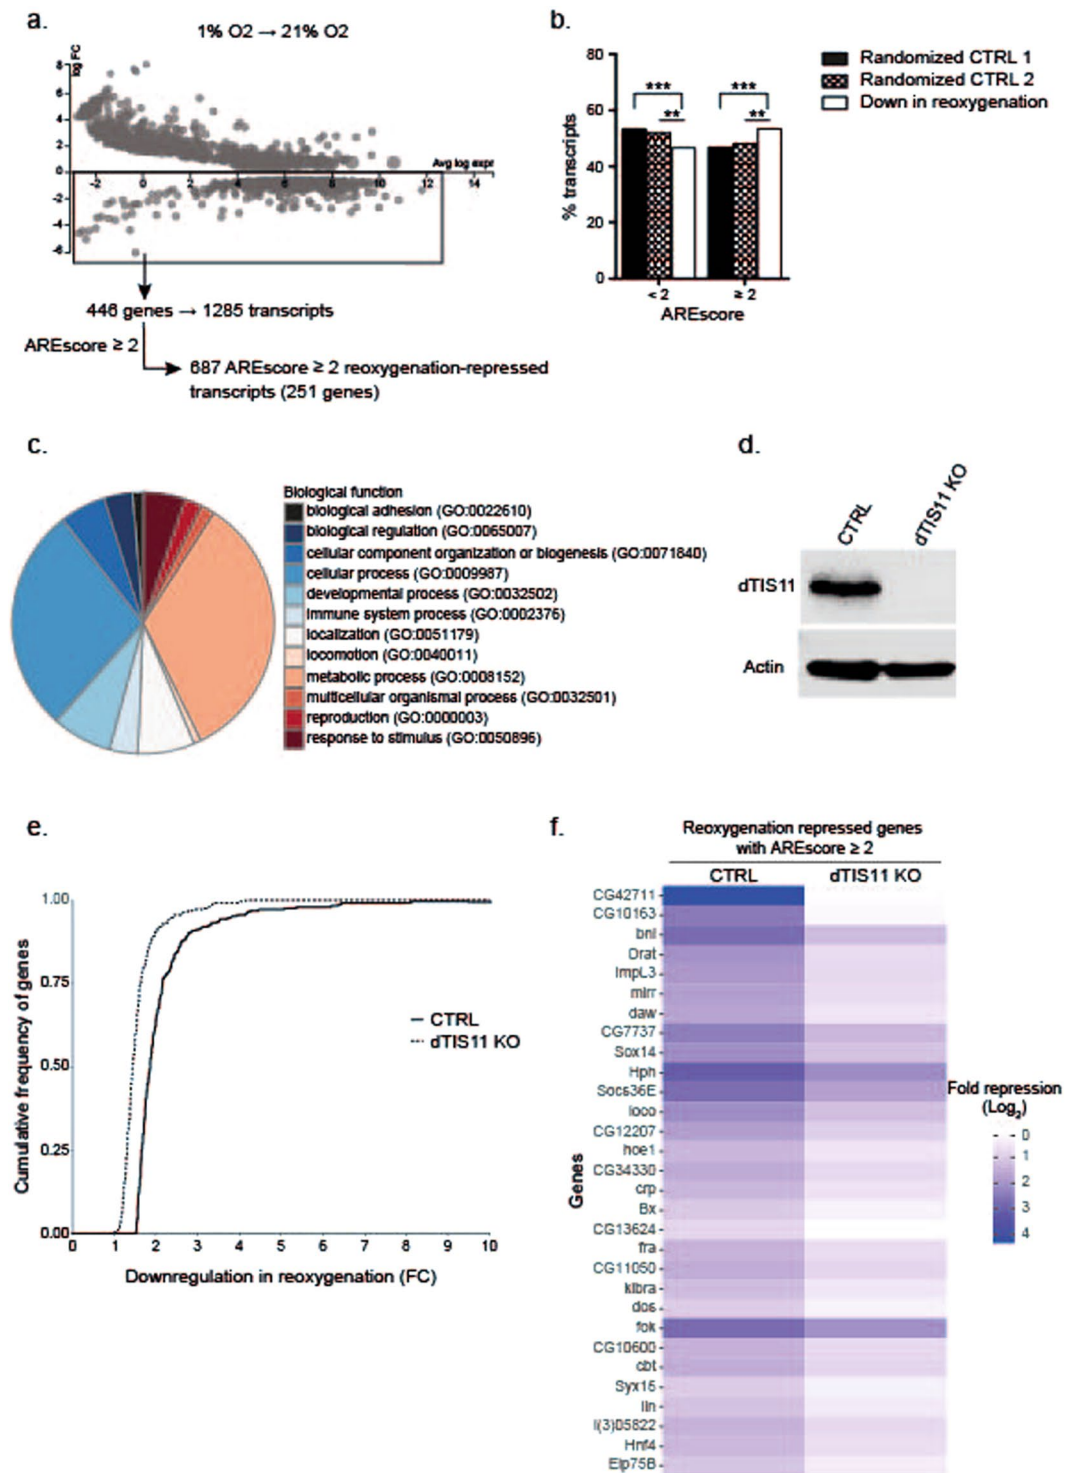 a.
1% O2 → 21% O2
log FC
8
6
4
2
0
-2
-4
-6
Avg log expr
-2 0 2 4 6 8 10 12 14
446 genes → 1285 transcripts
AREscore ≥ 2
687 AREscore ≥ 2 reoxygenation-repressed
transcripts (251 genes)
b.
% transcripts
80
60
40
20
0
*** ***
** **
< 2 ≥ 2
AREscore
Randomized CTRL 1
Randomized CTRL 2
Down in reoxygenation
c.
Biological function
biological adhesion (GO:0022610)
biological regulation (GO:0065007)
cellular component organization or biogenesis (GO:0071840)
cellular process (GO:0009987)
developmental process (GO:0032502)
immune system process (GO:0002376)
localization (GO:0051179)
locomotion (GO:0040011)
metabolic process (GO:0008152)
multicellular organismal process (GO:0032501)
reproduction (GO:0000003)
response to stimulus (GO:0050896)
d.
CTRL
dTIS11 KO
dTIS11
Actin
e.
Cumulative frequency of genes
1.00
0.75
0.50
0.25
0.00
0 1 2 3 4 5 6 7 8 9 10
Downregulation in reoxygenation (FC)
CTRL
dTIS11 KO
f.
Reoxygenation repressed genes
with AREscore ≥ 2
CTRL dTIS11 KO
Genes
CG42711
CG10163
bnl
Drat
ImpL3
mirr
daw
CG7737
Sox14
Hph
Socs36E
loco
CG12207
hoe1
CG34330
crp
Bx
CG13624
fra
CG11050
kibra
dos
fok
CG10600
cbt
Syx16
lin
l(3)05822
Hnf4
Eip75B
Fold repression
(Log2)
0
1
2
3
4